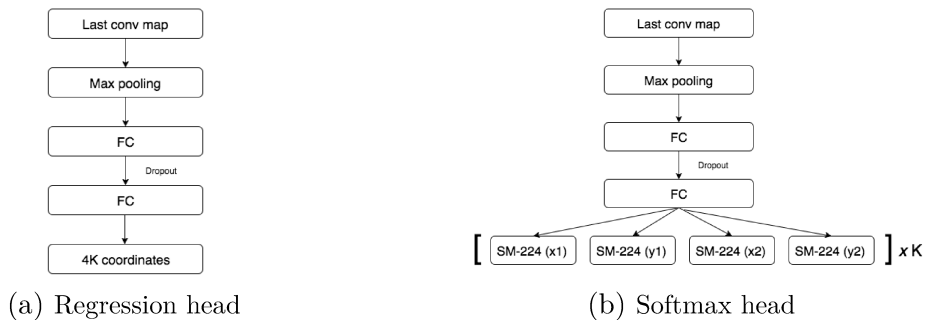 Last conv map
Max pooling
FC
Dropout
FC
4K coordinates
(a) Regression head
Last conv map
Max pooling
FC
Dropout
FC
[ SM-224 (x1) SM-224 (y1) SM-224 (x2) SM-224 (y2) ] x K
(b) Softmax head